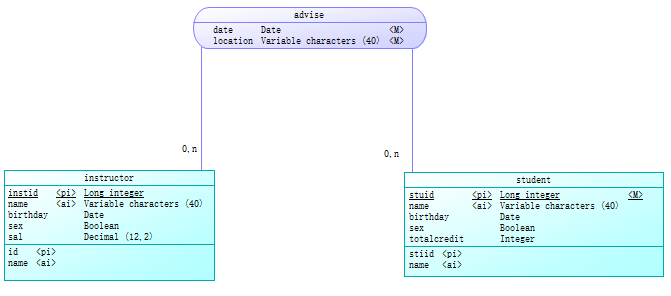 advise
date Date <M>
location Variable characters (40) <M>
0,n
0,n
instructor
instid <pi> Long integer
name <ai> Variable characters (40)
birthday Date
sex Boolean
sal Decimal (12,2)
id <pi>
name <ai>
student
stuid <pi> Long integer <M>
name <ai> Variable characters (40)
birthday Date
sex Boolean
totalcredit Integer
stiid <pi>
name <ai>